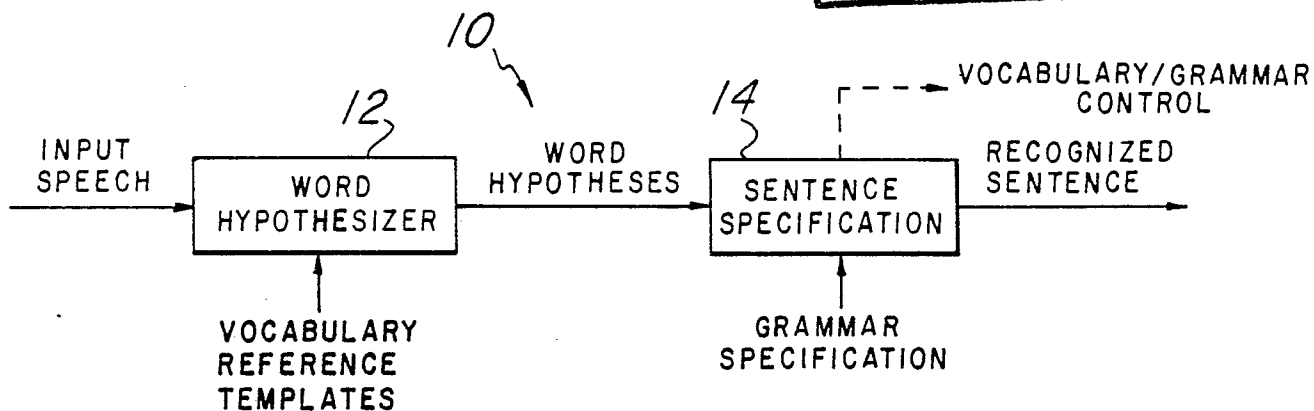 10
VOCABULARY/GRAMMAR
CONTROL
12
14
INPUT
SPEECH
WORD
HYPOTHESIZER
WORD
HYPOTHESES
SENTENCE
SPECIFICATION
RECOGNIZED
SENTENCE
VOCABULARY
REFERENCE
TEMPLATES
GRAMMAR
SPECIFICATION